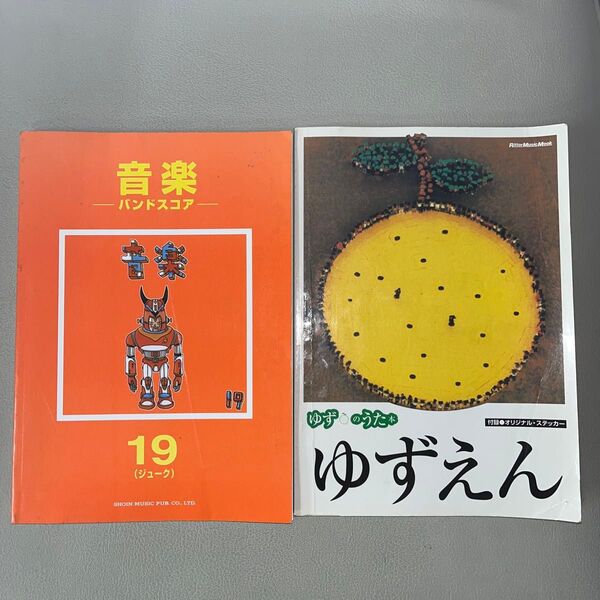 音楽
バンドスコア
音楽
19
19
(ジューク)
SHOIN MUSIC PUB. CO., LTD.
Rittor Music Mook
ゆずのうた本
付録●オリジナル・ステッカー
ゆずえん